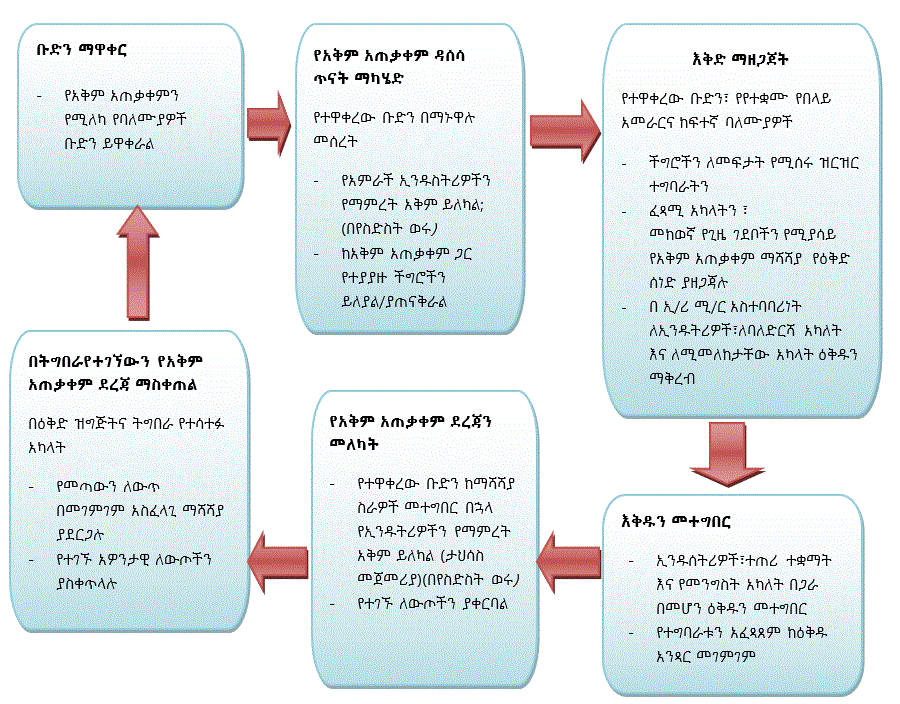 ቡድን ማዋቀር
- የአቅም አጠቃቀምን
የሚለካ የባለሙያዎች
ቡድን ይዋቀራል
የአቅም አጠቃቀም ዳሰሳ
ጥናት ማካሄድ
የተዋቀረው ቡድን በማኑዋሉ
መሰረት
- የአምራች ኢንዱስትሪዎችን
የማምረት አቅም ይለካል;
(በየስድስት ወሩ)
- ከአቅም አጠቃቀም ጋር
የተያያዙ ችግሮችን
ይለያል/ያጠናቅራል
እቅድ ማዘጋጀት
የተዋቀረው ቡድን፣ የየተቋሙ የበላይ
አመራርና ከፍተኛ ባለሙያዎች
- ችግሮችን ለመፍታት የሚሰሩ ዝርዝር
ተግባራትን
- ፈጻሚ አካላትን ፣
መከወኛ የጊዜ ገደቦችን የሚያሳይ
የአቅም አጠቃቀም ማሻሻያ የዕቅድ
ሰነድ ያዘጋጃሉ
- በ ኢ/ሪ ሚ/ር አስተባባሪነት
ለኢንዱትሪዎች፣ለባለድርሻ አካለት
እና ለሚመለከታቸው አካላት ዕቅዱን
ማቅረብ
እቅዱን መተግበር
- ኢንዱሰትሪዎች፣ተጠሪ ተቋማት
እና የመንግስት አካለት በጋራ
በመሆን ዕቅዱን መተግበር
- የተግባራቱን አፈጻጸም ከዕቅዱ
አንጻር መገምገም
የአቅም አጠቃቀም ደረጃን
መለካት
- የተዋቀረው ቡድን ከማሻሻያ
ስራዎች መተግበር በኋላ
የኢንዱትሪዎችን የማምረት
አቅም ይለካል (ታህሳስ
መጀመሪያ)(በየስድስት ወሩ)
- የተገኙ ለውጦችን ያቀርባል
በትግበራየተገኘውን የአቅም
አጠቃቀም ደረጃ ማስቀጠል
በዕቅድ ዝግጅትና ትግበራ የተሳተፉ
አካላት
- የመጣውን ለውጥ
በመገምገም አስፈላጊ ማሻሻያ
ያደርጋሉ
- የተገኙ አዎንታዊ ለውጦችን
ያስቀጥላሉ